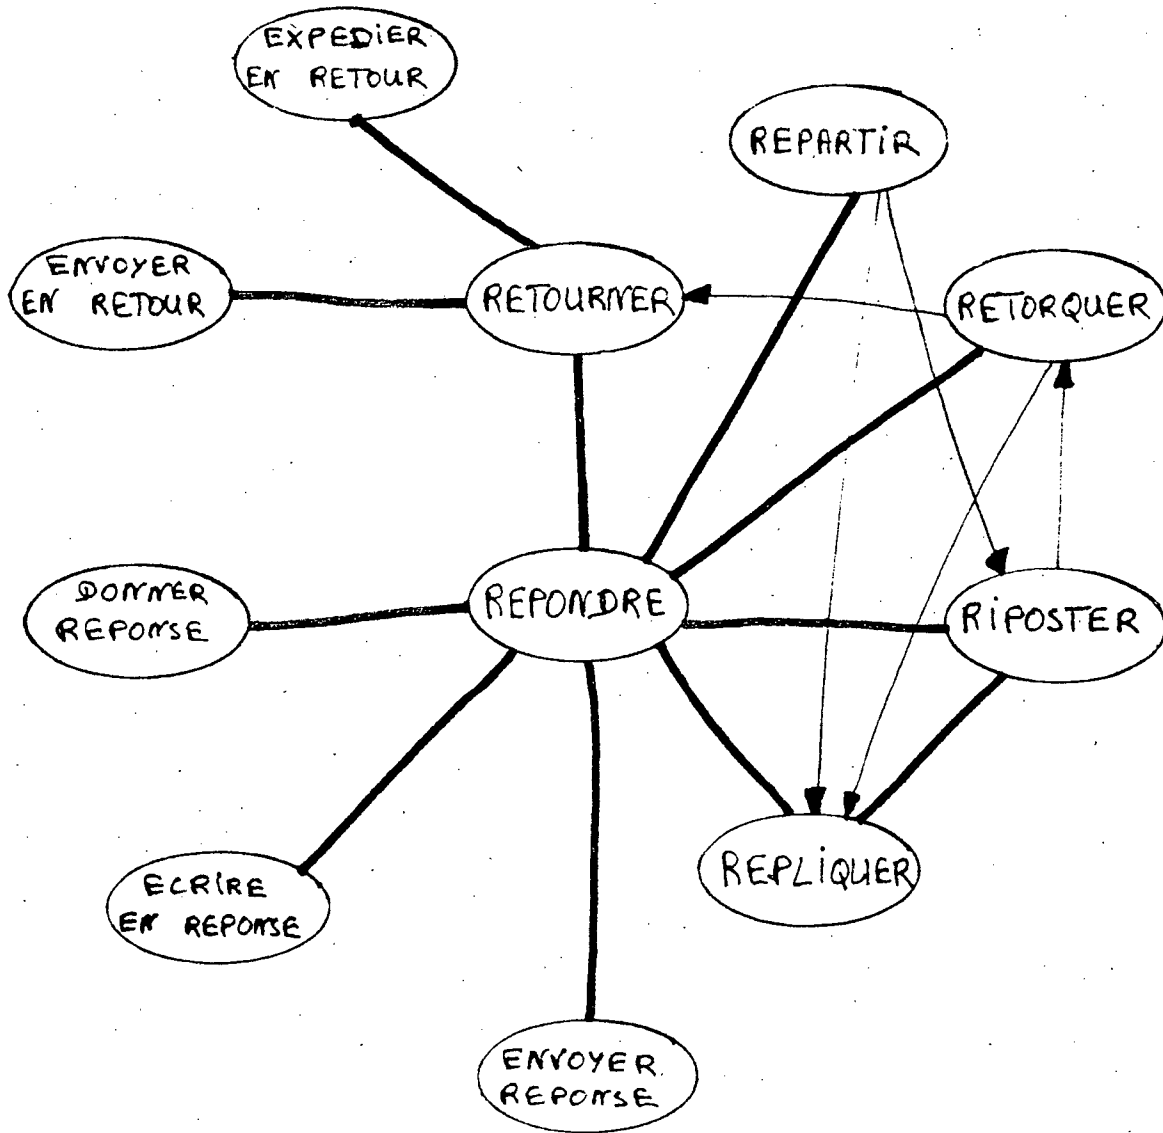 EXPEDIER
EN RETOUR
REPARTIR
ENVOYER
EN RETOUR
RETOURNER
RETORQUER
DONNER
REPONSE
REPONDRE
RIPOSTER
ECRIRE
EN REPONSE
REPLIQUER
ENVOYER
REPONSE